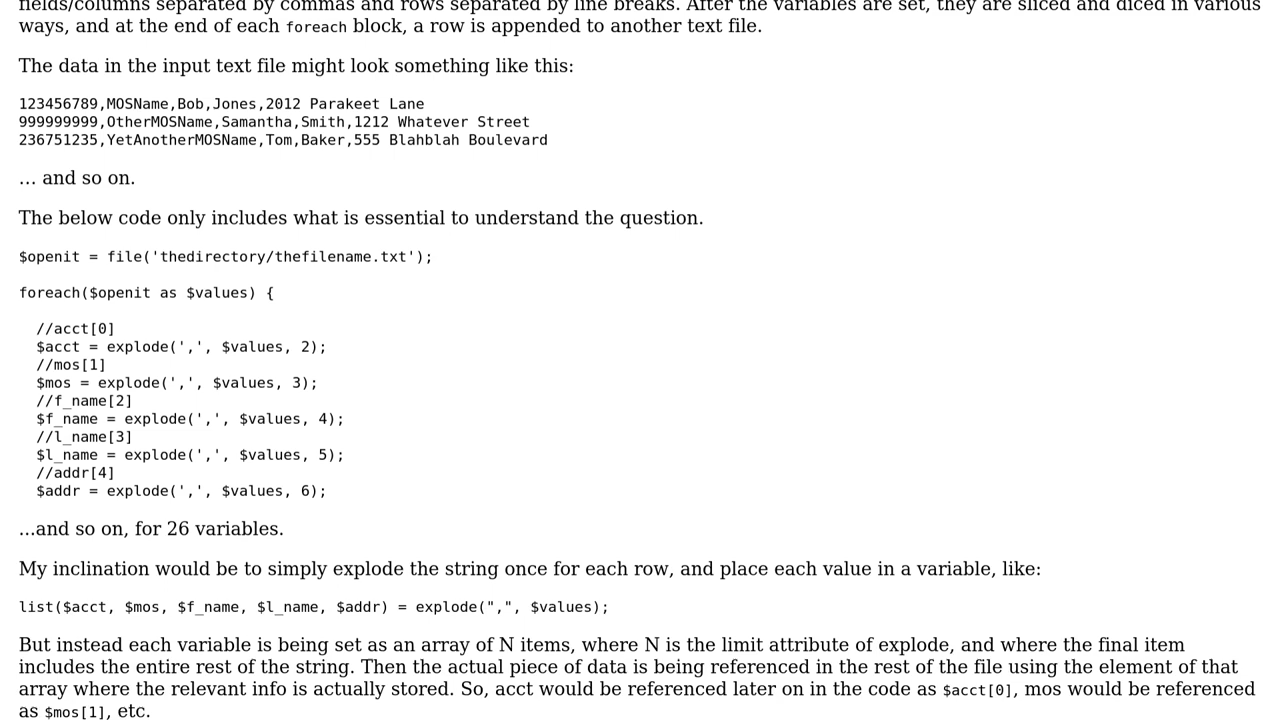 fields/columns separated by commas and rows separated by line breaks. After the variables are set, they are sliced and diced in various
ways, and at the end of each foreach block, a row is appended to another text file.
The data in the input text file might look something like this:
123456789,MOSName,Bob,Jones,2012 Parakeet Lane
999999999,OtherMOSName,Samantha,Smith,1212 Whatever Street
236751235,YetAnotherMOSName,Tom,Baker,555 Blahblah Boulevard
... and so on.
The below code only includes what is essential to understand the question.
$openit = file('thedirectory/thefilename.txt');
foreach($openit as $values) {
//acct[0]
$acct = explode(',', $values, 2);
//mos[1]
$mos = explode(',', $values, 3);
//f_name[2]
$f_name = explode(',', $values, 4);
//l_name[3]
$l_name = explode(',', $values, 5);
//addr[4]
$addr = explode(',', $values, 6);
...and so on, for 26 variables.
My inclination would be to simply explode the string once for each row, and place each value in a variable, like:
list($acct, $mos, $f_name, $l_name, $addr) = explode(",", $values);
But instead each variable is being set as an array of N items, where N is the limit attribute of explode, and where the final item
includes the entire rest of the string. Then the actual piece of data is being referenced in the rest of the file using the element of that
array where the relevant info is actually stored. So, acct would be referenced later on in the code as $acct[0], mos would be referenced
as $mos[1], etc.